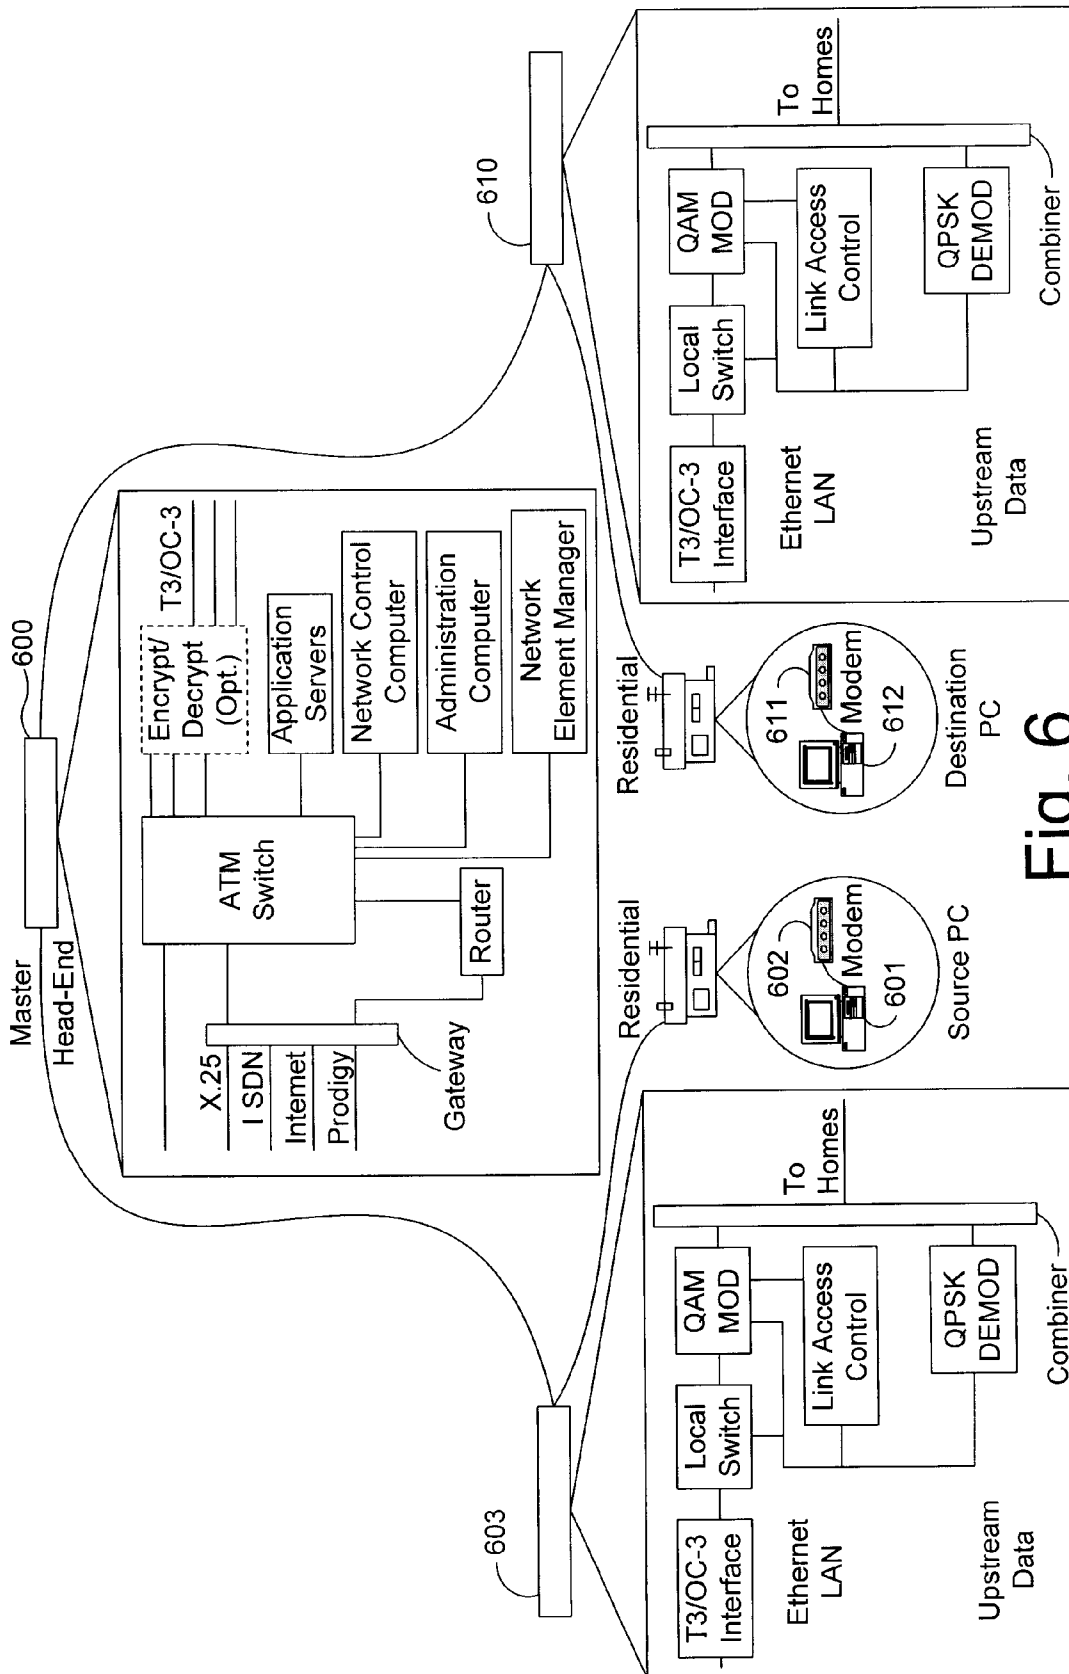 600
Master
Head-End
X.25
I SDN
Internet
Prodigy
Gateway
ATM
Switch
Router
Encrypt/
Decrypt
(Opt.)
T3/OC-3
Application
Servers
Network Control
Computer
Administration
Computer
Network
Element Manager
603
T3/OC-3
Interface
Local
Switch
QAM
MOD
To
Homes
Ethernet
LAN
Link Access
Control
Upstream
Data
QPSK
DEMOD
Combiner
Residential
602
Modem
601
Source PC
Residential
611
Modem
612
Destination
PC
610
T3/OC-3
Interface
Local
Switch
QAM
MOD
To
Homes
Ethernet
LAN
Link Access
Control
Upstream
Data
QPSK
DEMOD
Combiner
Fig. 6